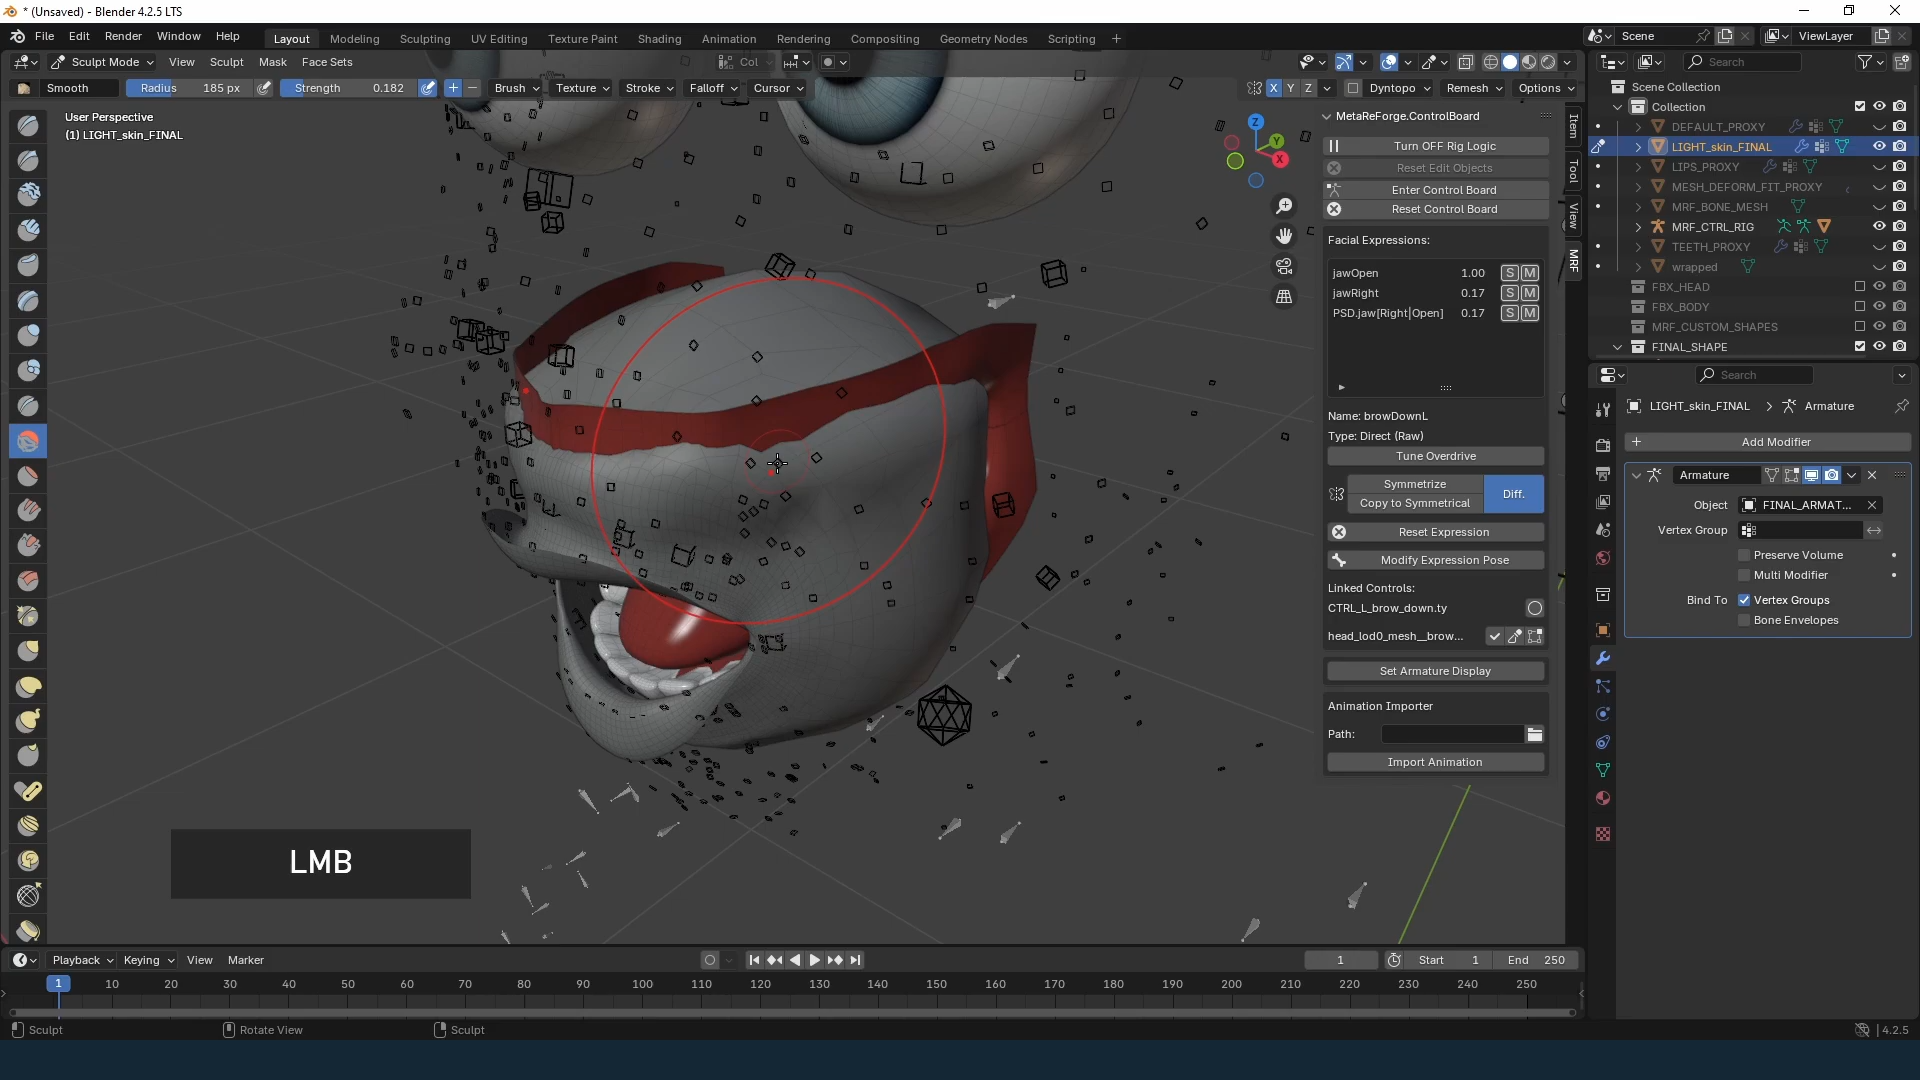 * (Unsaved) - Blender 4.2.5 LTS
File Edit Render Window Help Layout Modeling Sculpting UV Editing Texture Paint Shading Animation Rendering Compositing Geometry Nodes Scripting + Scene ViewLayer
Sculpt Mode View Sculpt Mask Face Sets Col Search
Smooth Radius 185 px Strength 0.182 Brush Texture Stroke Falloff Cursor X Y Z Dyntopo Remesh Options
User Perspective
(1) LIGHT_skin_FINAL
Z
Y
X
MetaReForge.ControlBoard
Turn OFF Rig Logic
Reset Edit Objects
Enter Control Board
Reset Control Board
Facial Expressions:
jawOpen 1.00 S M
jawRight 0.17 S M
PSD.jaw[Right|Open] 0.17 S M
Name: browDownL
Type: Direct (Raw)
Tune Overdrive
Symmetrize
Copy to Symmetrical
Diff.
Reset Expression
Modify Expression Pose
Linked Controls:
CTRL_L_brow_down.ty
head_lod0_mesh__brow...
Set Armature Display
Animation Importer
Path:
Import Animation
Item
Tool
View
MRF
Scene Collection
Collection
DEFAULT_PROXY
LIGHT_skin_FINAL
LIPS_PROXY
MESH_DEFORM_FIT_PROXY
MRF_BONE_MESH
MRF_CTRL_RIG
TEETH_PROXY
wrapped
FBX_HEAD
FBX_BODY
MRF_CUSTOM_SHAPES
FINAL_SHAPE
Search
LIGHT_skin_FINAL > Armature
+ Add Modifier
Armature
Object FINAL_ARMAT...
Vertex Group
Preserve Volume
Multi Modifier
Bind To Vertex Groups
Bone Envelopes
LMB
Playback Keying View Marker 1 Start 1 End 250
1 10 20 30 40 50 60 70 80 90 100 110 120 130 140 150 160 170 180 190 200 210 220 230 240 250
Sculpt Rotate View Sculpt 4.2.5